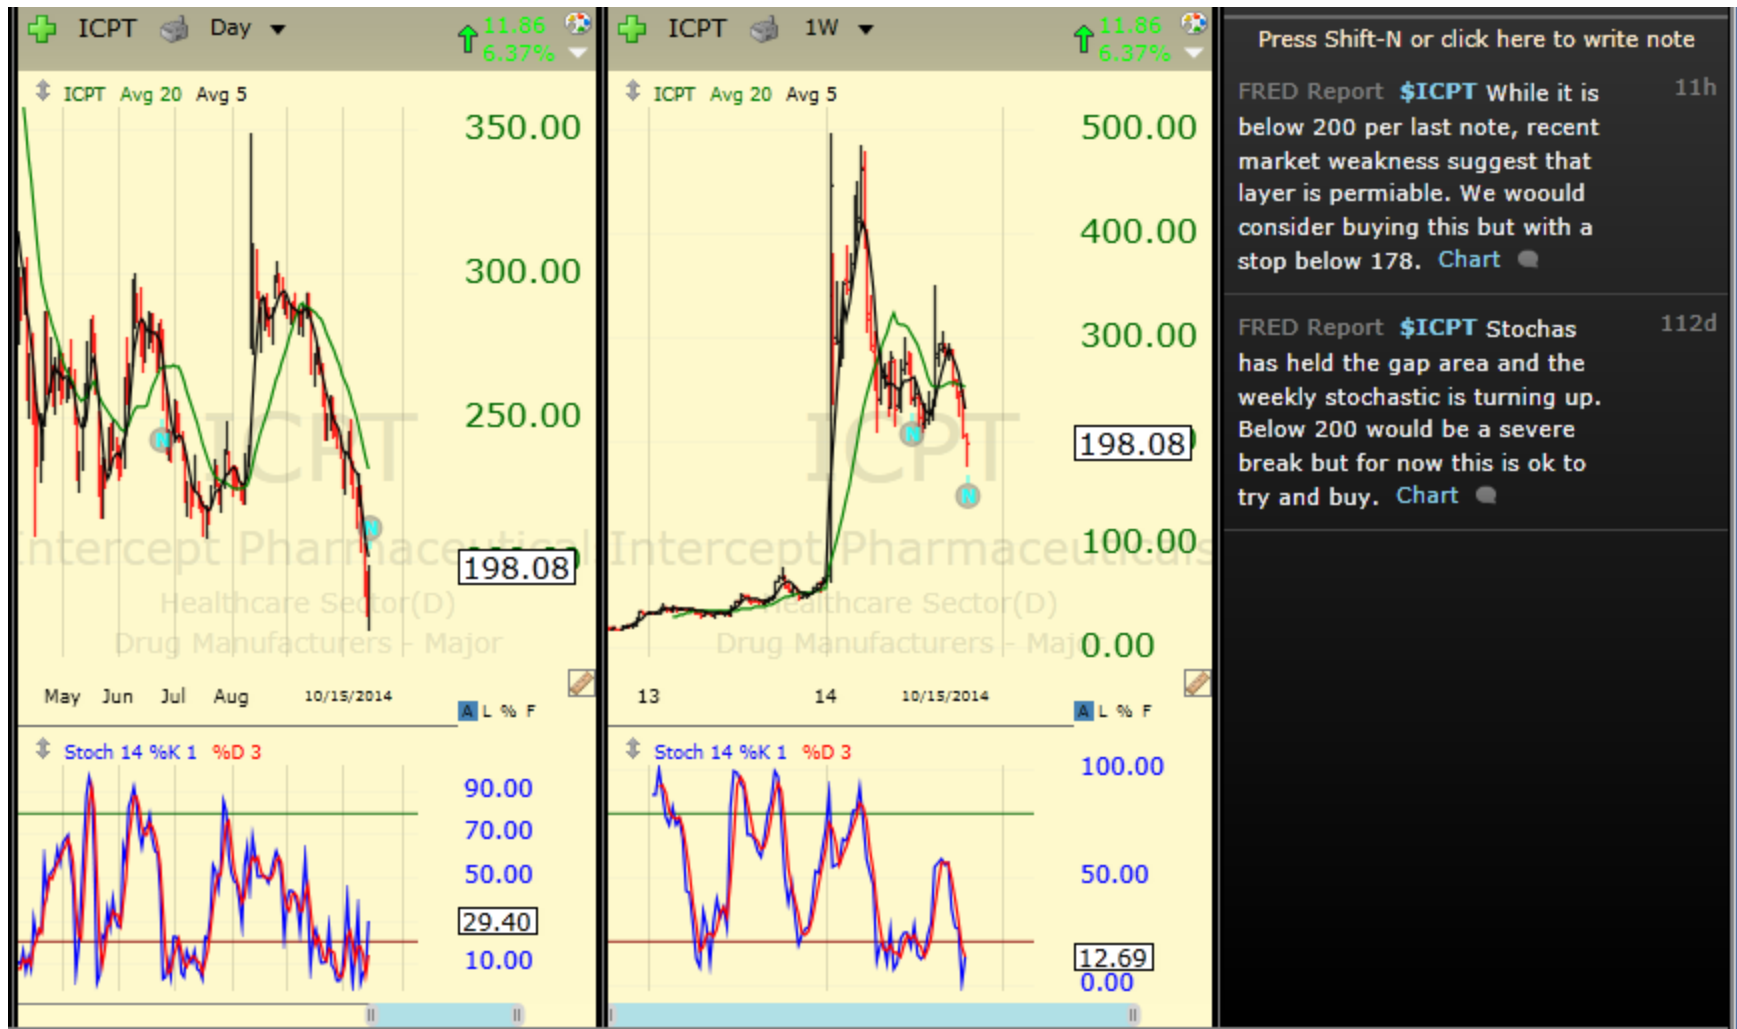 ICPT Day
11.86
6.37%
ICPT Avg 20 Avg 5
350.00
300.00
250.00
198.08
ICPT
Intercept Pharmaceutical
Healthcare Sector(D)
Drug Manufacturers - Major
May Jun Jul Aug 10/15/2014
A L % F
Stoch 14 %K 1 %D 3
90.00
70.00
50.00
29.40
10.00
N
N
ICPT 1W
11.86
6.37%
ICPT Avg 20 Avg 5
500.00
400.00
300.00
198.08
100.00
0.00
ICPT
Intercept Pharmaceuticals
Healthcare Sector(D)
Drug Manufacturers - Major
13 14 10/15/2014
A L % F
Stoch 14 %K 1 %D 3
100.00
50.00
12.69
0.00
N
N
Press Shift-N or click here to write note
FRED Report $ICPT While it is 11h
below 200 per last note, recent
market weakness suggest that
layer is permiable. We woould
consider buying this but with a
stop below 178. Chart
FRED Report $ICPT Stochas 112d
has held the gap area and the
weekly stochastic is turning up.
Below 200 would be a severe
break but for now this is ok to
try and buy. Chart